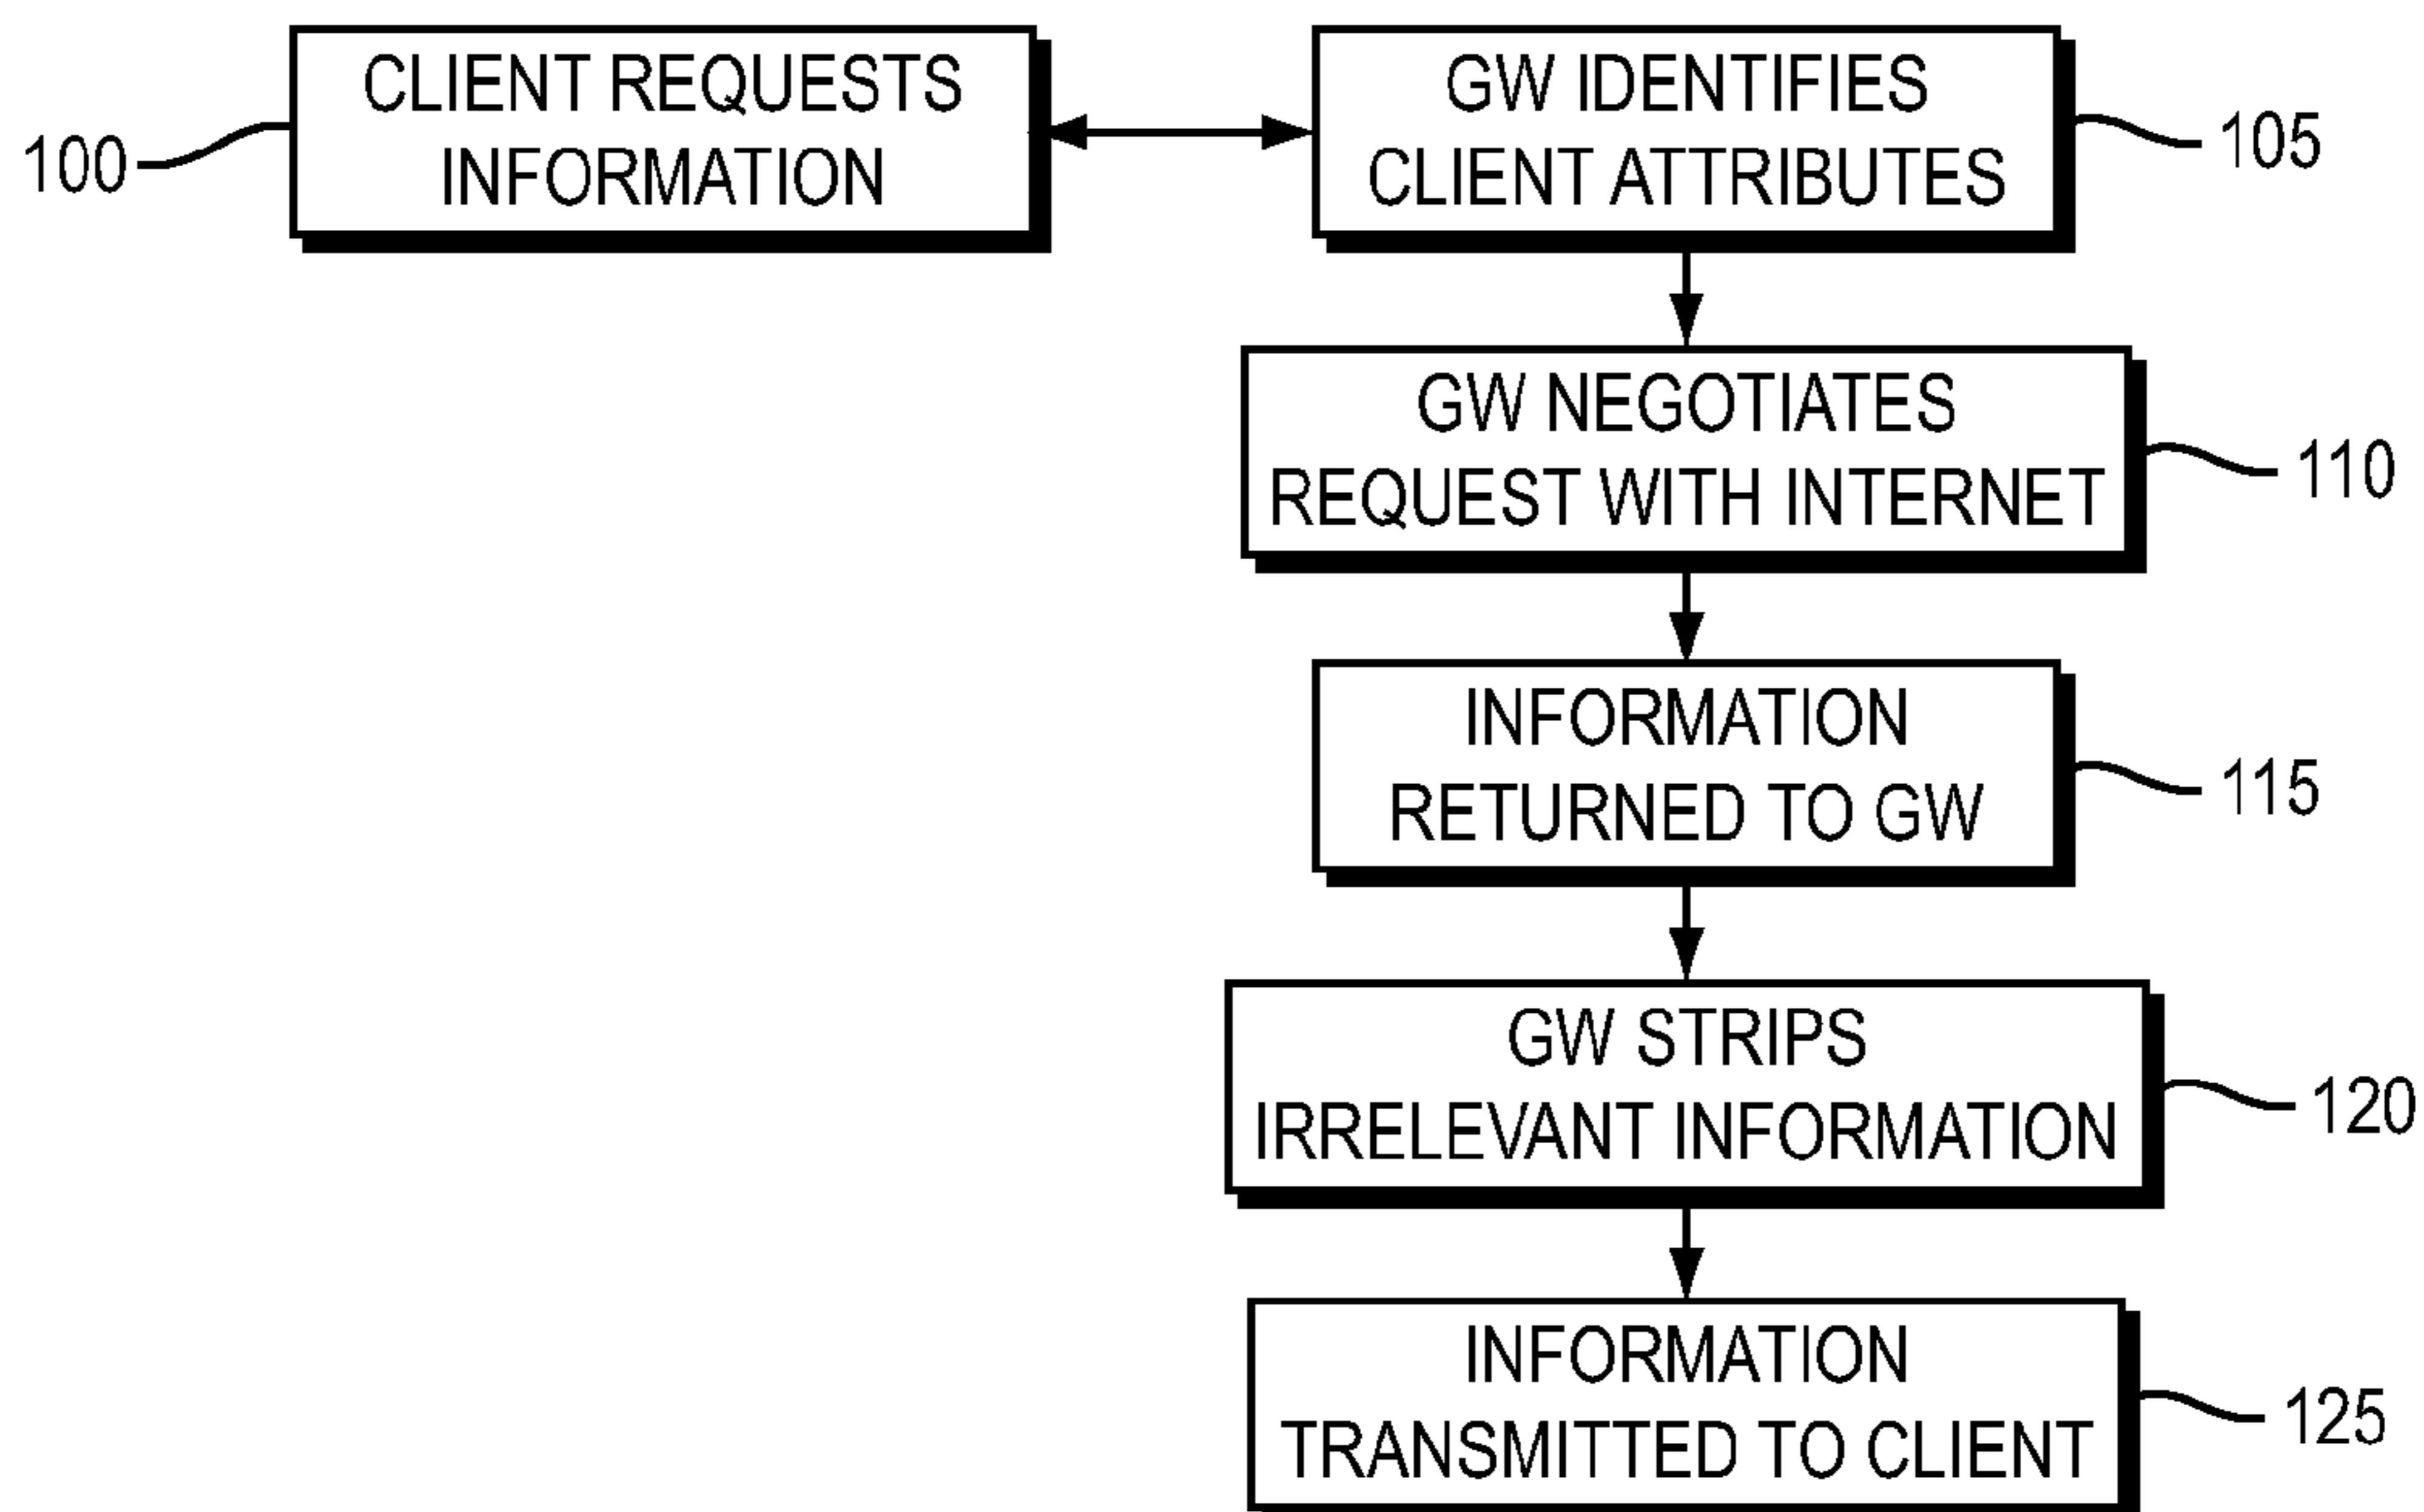 CLIENT REQUESTS
INFORMATION
100
GW IDENTIFIES
CLIENT ATTRIBUTES
105
GW NEGOTIATES
REQUEST WITH INTERNET
110
INFORMATION
RETURNED TO GW
115
GW STRIPS
IRRELEVANT INFORMATION
120
INFORMATION
TRANSMITTED TO CLIENT
125